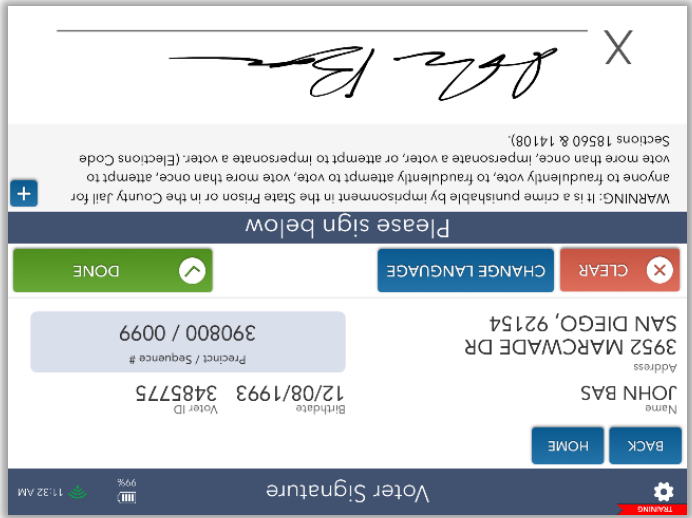 TRAINING
Voter Signature
99%
11:32 AM
BACK HOME
Name
JOHN BAS
Birthdate
12/08/1993
Voter ID
3485775
Address
3952 MARCWADE DR
SAN DIEGO, 92154
Precinct / Sequence #
390800 / 0099
CLEAR
CHANGE LANGUAGE
DONE
Please sign below
WARNING: It is a crime punishable by imprisonment in the State Prison or in the County Jail for
anyone to fraudulently vote, to fraudulently attempt to vote, vote more than once, attempt to
vote more than once, impersonate a voter, or attempt to impersonate a voter. (Elections Code
Sections 18560 & 14108).
+
X